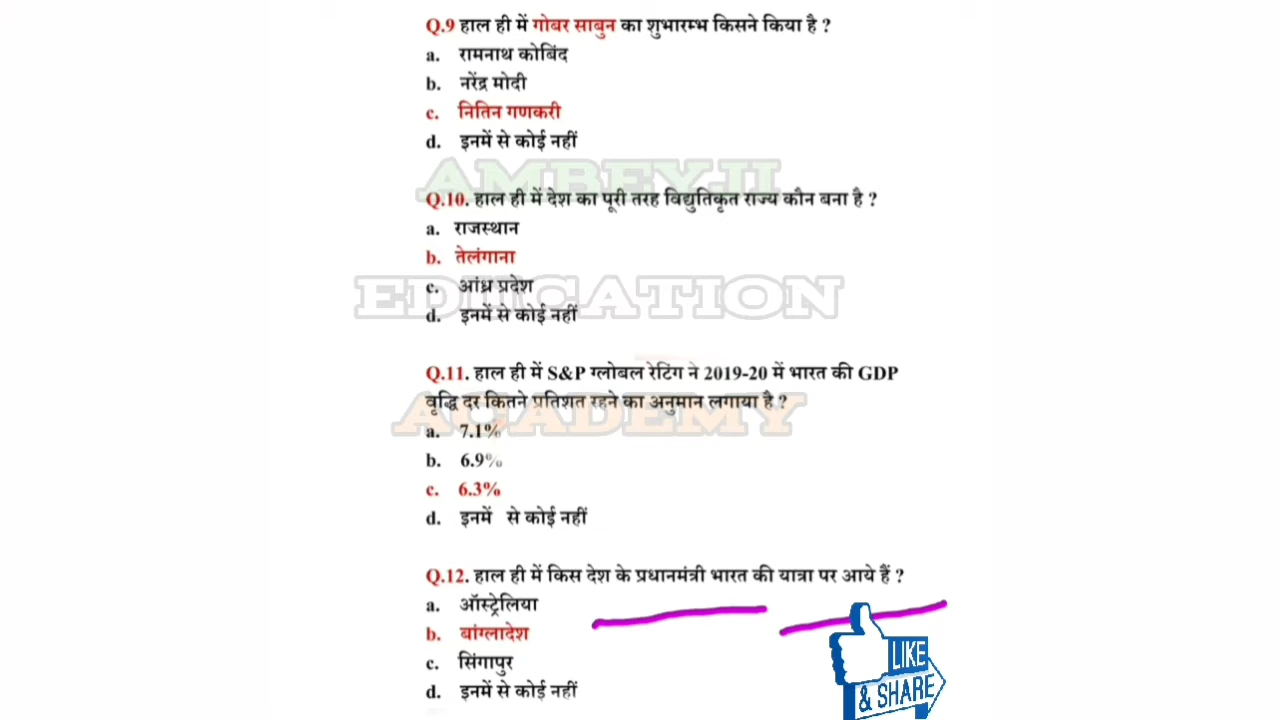 Q.9 हाल ही में गोबर साबुन का शुभारम्भ किसने किया है ?
a. रामनाथ कोबिंद
b. नरेंद्र मोदी
c. नितिन गणकरी
d. इनमें से कोई नहीं
AMBEYJI
Q.10. हाल ही में देश का पूरी तरह विद्युतिकृत राज्य कौन बना है ?
a. राजस्थान
b. तेलंगाना
c. आंध्र प्रदेश
EDUCATION
d. इनमें से कोई नहीं
Q.11. हाल ही में S&P ग्लोबल रेटिंग ने 2019-20 में भारत की GDP
वृद्धि दर कितने प्रतिशत रहने का अनुमान लगाया है ?
ACADEMY
a. 7.1%
b. 6.9%
c. 6.3%
d. इनमें से कोई नहीं
Q.12. हाल ही में किस देश के प्रधानमंत्री भारत की यात्रा पर आये हैं ?
a. ऑस्ट्रेलिया
b. बांग्लादेश
c. सिंगापुर
d. इनमें से कोई नहीं
LIKE
& SHARE